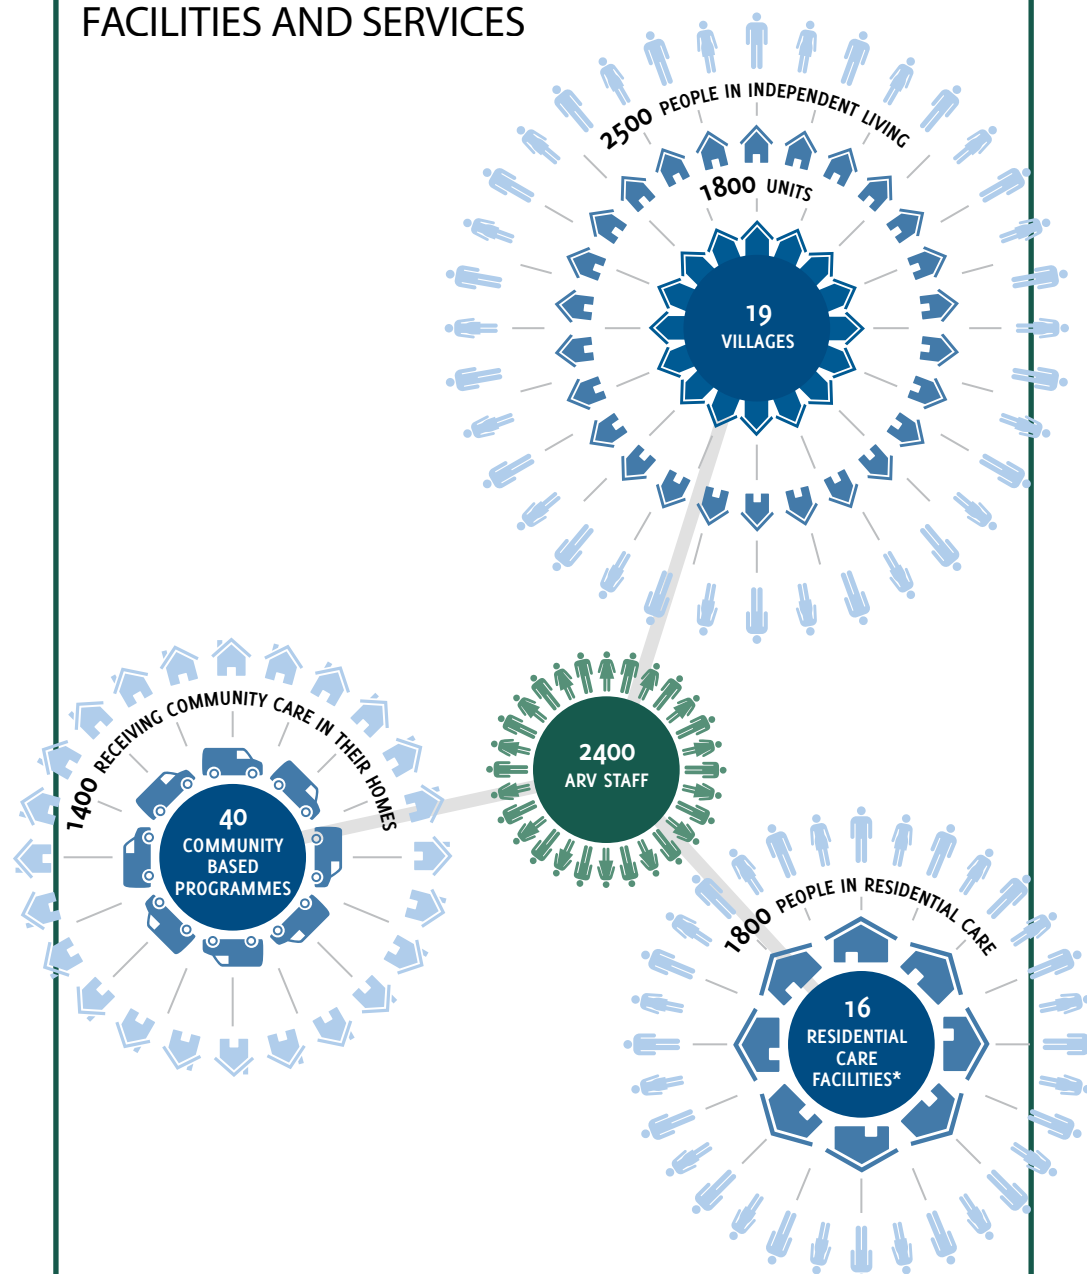 FACILITIES AND SERVICES
2500 PEOPLE IN INDEPENDENT LIVING
1800 UNITS
19
VILLAGES
2400
ARV STAFF
1400 RECEIVING COMMUNITY CARE IN THEIR HOMES
40
COMMUNITY
BASED
PROGRAMMES
1800 PEOPLE IN RESIDENTIAL CARE
16
RESIDENTIAL
CARE
FACILITIES*